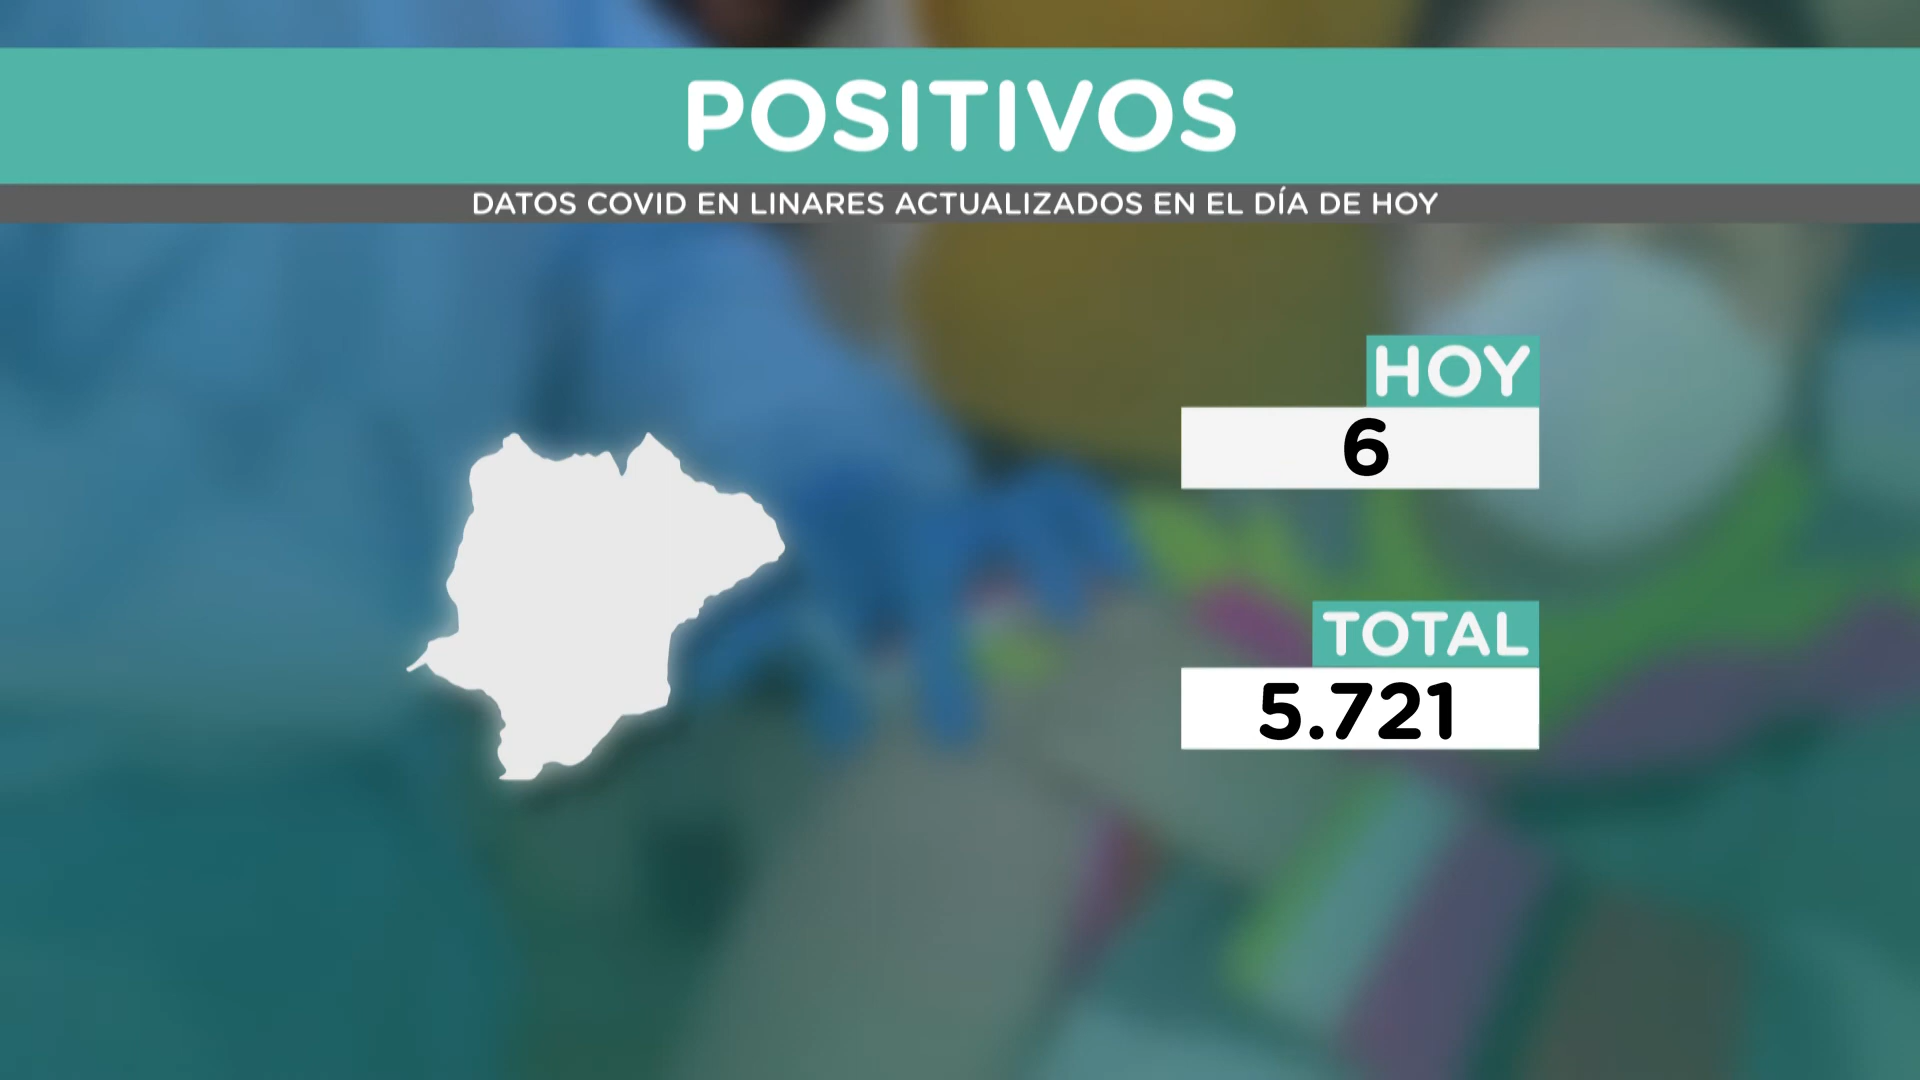 POSITIVOS
DATOS COVID EN LINARES ACTUALIZADOS EN EL DÍA DE HOY
HOY
6
TOTAL
5.721